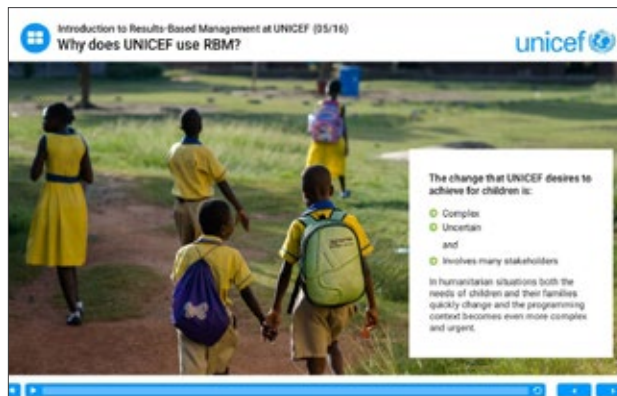 Introduction to Results-Based Management at UNICEF (05/16)
Why does UNICEF use RBM?
unicef
The change that UNICEF desires to
achieve for children is:
Complex
Uncertain
and
Involves many stakeholders
In humanitarian situations both the
needs of children and their families
quickly change and the programming
context becomes even more complex
and urgent.